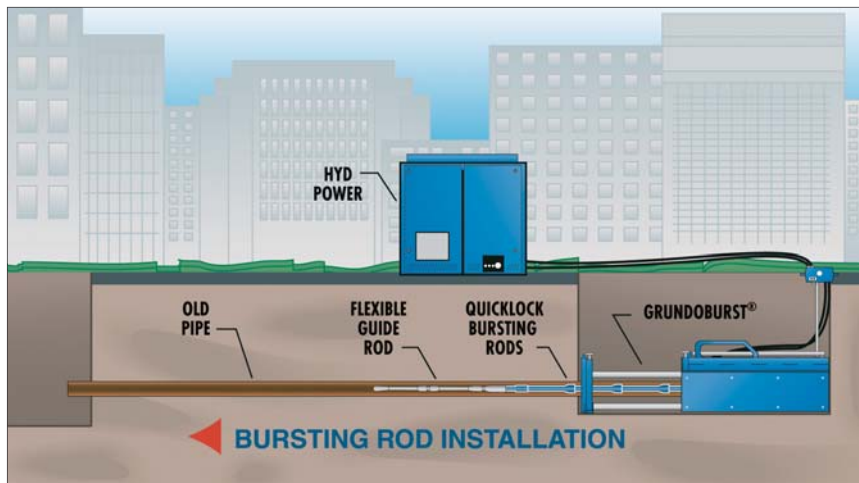 HYD
POWER
OLD
PIPE
FLEXIBLE
GUIDE
ROD
QUICKLOCK
BURSTING
RODS
GRUNDOBURST®
BURSTING ROD INSTALLATION